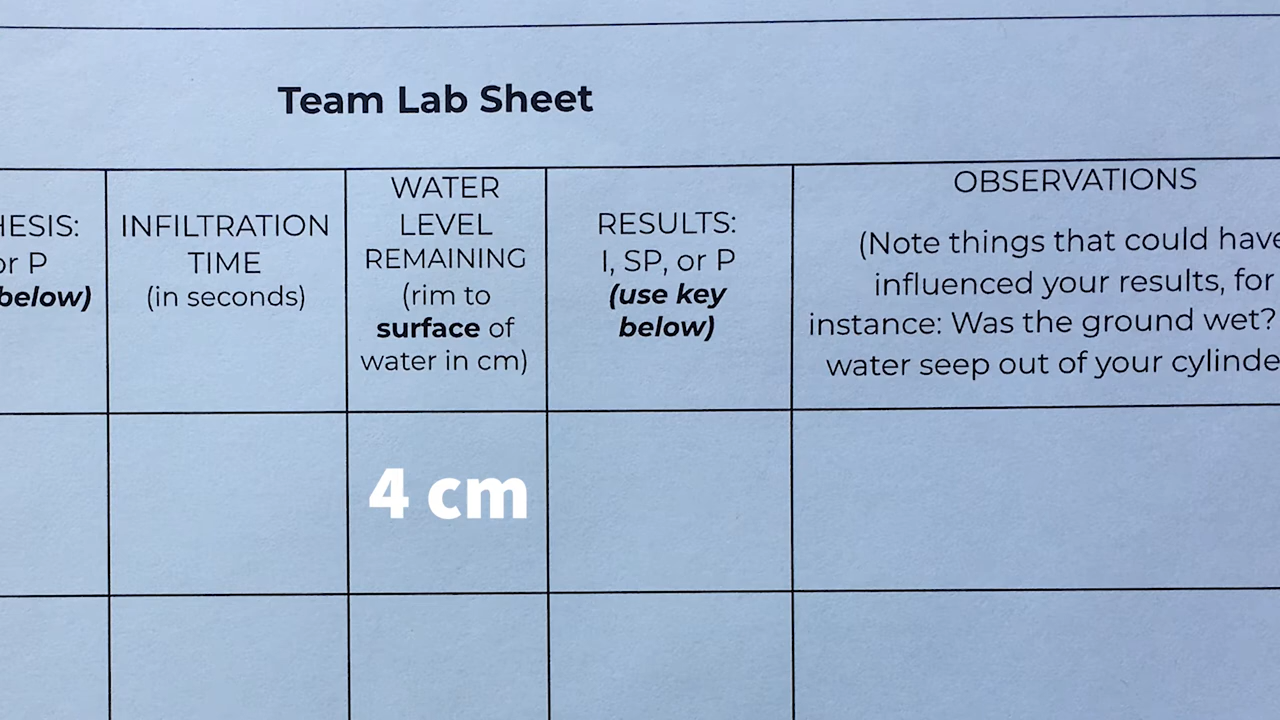 Team Lab Sheet
HESIS:
or P
below)
INFILTRATION
TIME
(in seconds)
WATER
LEVEL
REMAINING
(rim to
surface of
water in cm)
RESULTS:
I, SP, or P
(use key
below)
OBSERVATIONS
(Note things that could have
influenced your results, for
instance: Was the ground wet?
water seep out of your cylinde
4 cm